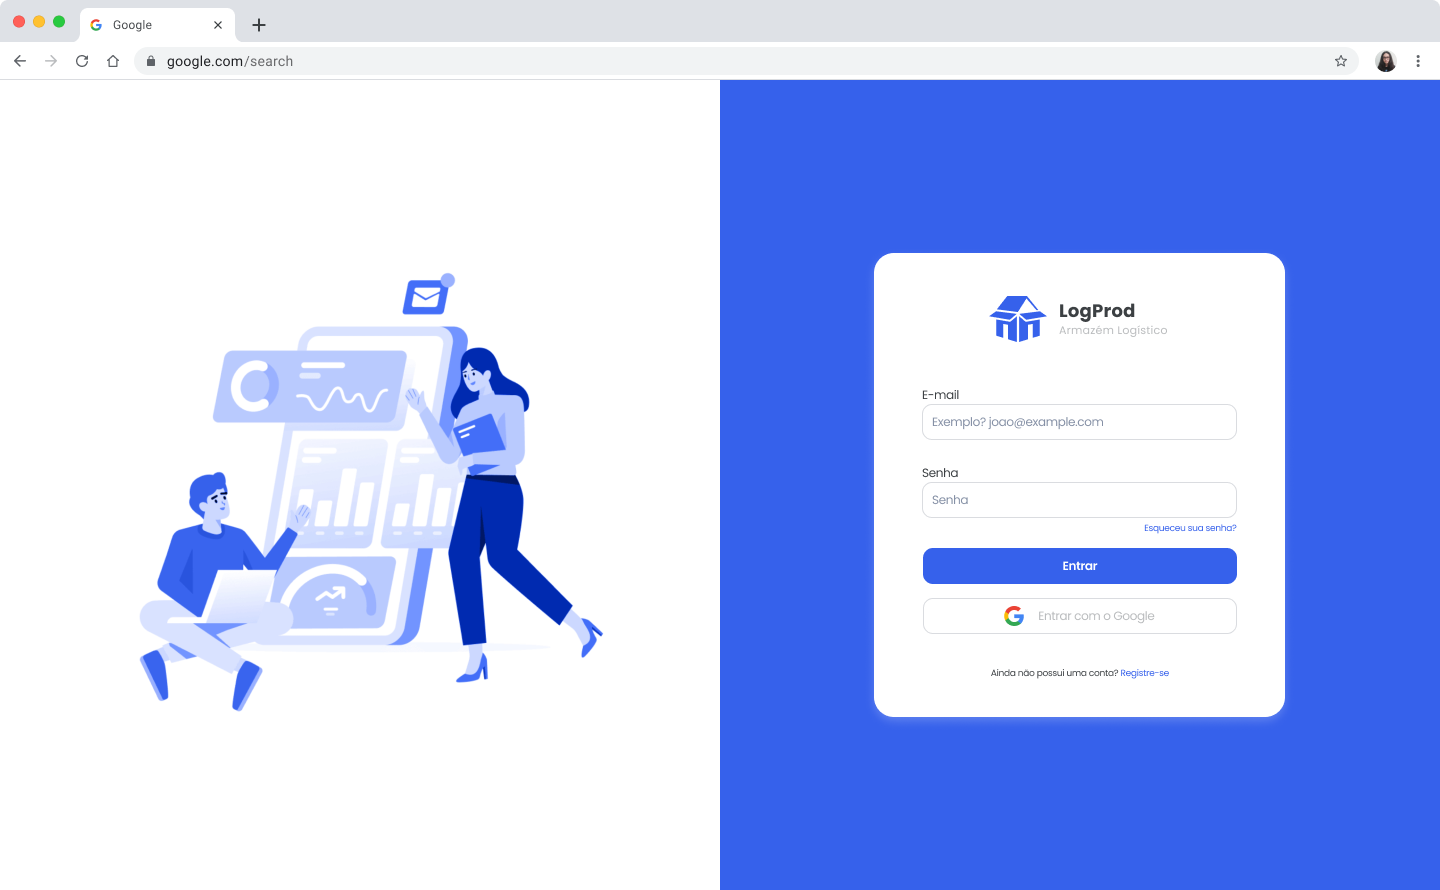 Google
google.com/search
LogProd
Armazém Logístico
E-mail
Exemplo? joao@example.com
Senha
Senha
Esqueceu sua senha?
Entrar
Entrar com o Google
Ainda não possui uma conta? Registre-se